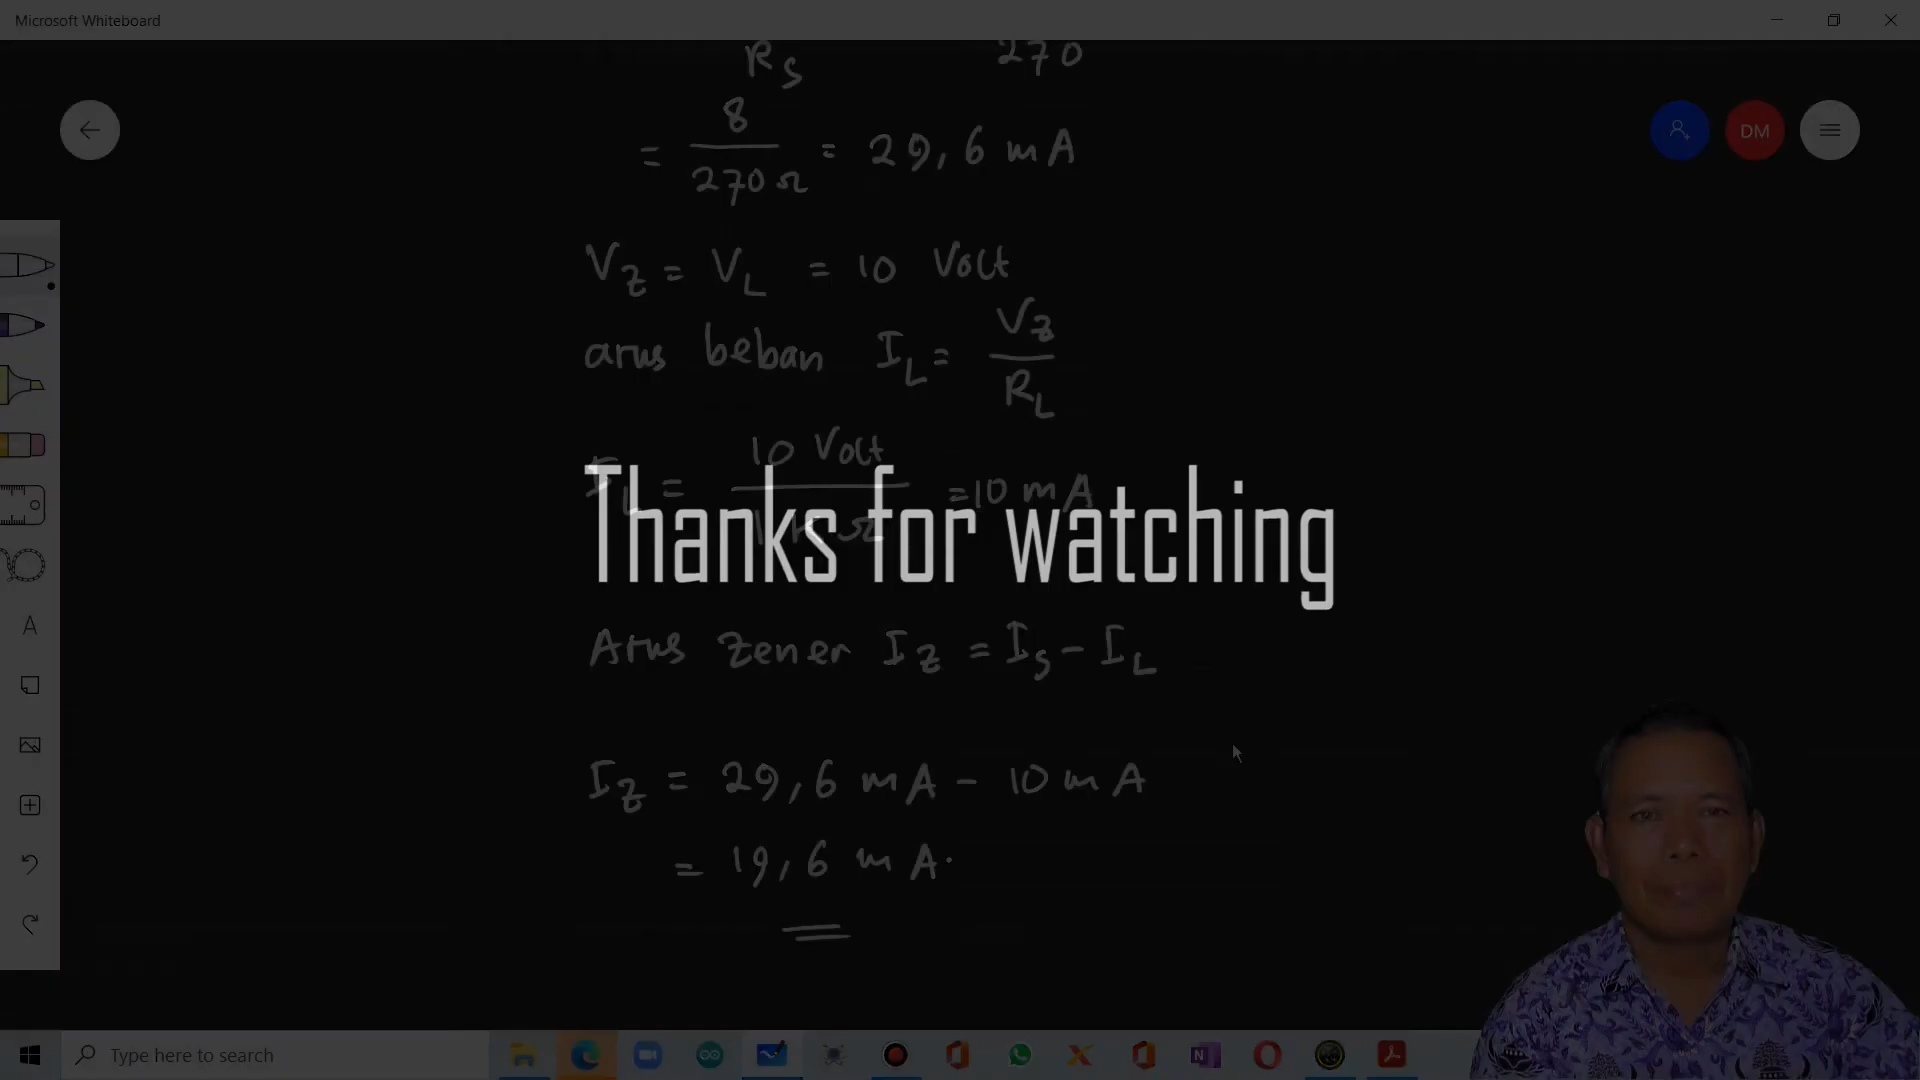 Microsoft Whiteboard
R_S 270
8
= ――― = 29,6 mA
270 Ω
DM
V_Z = V_L = 10 Volt
arus beban I_L = V_Z / R_L
10 Volt
I_L = ――― = 10 mA
1 K Ω
Thanks for watching
Arus Zener I_Z = I_S - I_L
I_Z = 29,6 mA - 10 mA
= 19,6 mA.
A
Type here to search